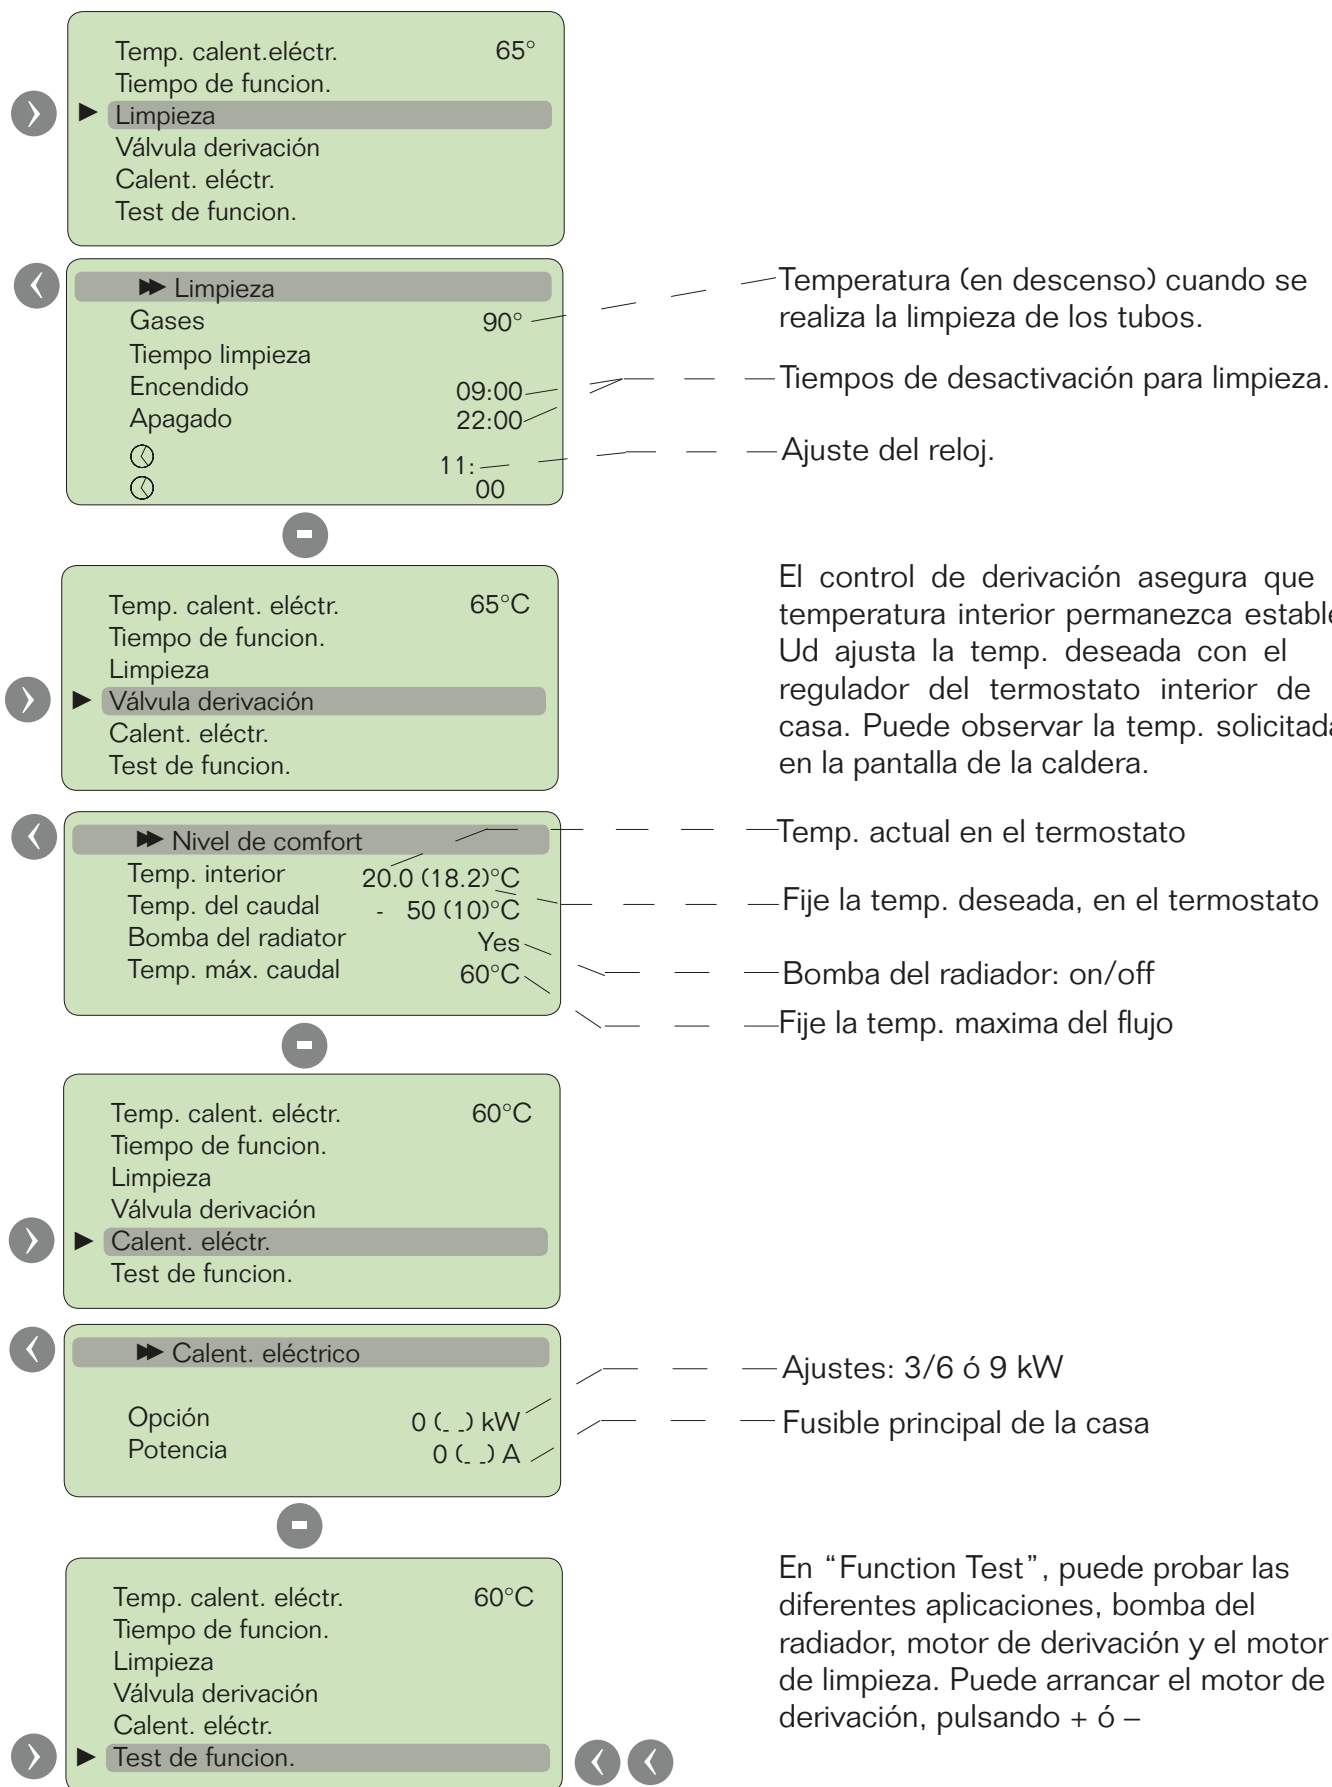 Temp. calent.eléctr. 65°
Tiempo de funcion.
Limpieza
Válvula derivación
Calent. eléctr.
Test de funcion.
Limpieza
Gases 90°
Tiempo limpieza
Encendido 09:00
Apagado 22:00
11:
00
Temperatura (en descenso) cuando se
realiza la limpieza de los tubos.
Tiempos de desactivación para limpieza.
Ajuste del reloj.
-
Temp. calent. eléctr. 65°C
Tiempo de funcion.
Limpieza
Válvula derivación
Calent. eléctr.
Test de funcion.
El control de derivación asegura que
temperatura interior permanezca estable
Ud ajusta la temp. deseada con el
regulador del termostato interior de
casa. Puede observar la temp. solicitada
en la pantalla de la caldera.
Nivel de comfort
Temp. interior 20.0 (18.2)°C
Temp. del caudal - 50 (10)°C
Bomba del radiator Yes
Temp. máx. caudal 60°C
Temp. actual en el termostato
Fije la temp. deseada, en el termostato
Bomba del radiador: on/off
Fije la temp. maxima del flujo
-
Temp. calent. eléctr. 60°C
Tiempo de funcion.
Limpieza
Válvula derivación
Calent. eléctr.
Test de funcion.
Calent. eléctrico
Opción 0 (_ _) kW
Potencia 0 (_ _) A
Ajustes: 3/6 ó 9 kW
Fusible principal de la casa
-
Temp. calent. eléctr. 60°C
Tiempo de funcion.
Limpieza
Válvula derivación
Calent. eléctr.
Test de funcion.
En “Function Test”, puede probar las
diferentes aplicaciones, bomba del
radiador, motor de derivación y el motor
de limpieza. Puede arrancar el motor de
derivación, pulsando + ó –